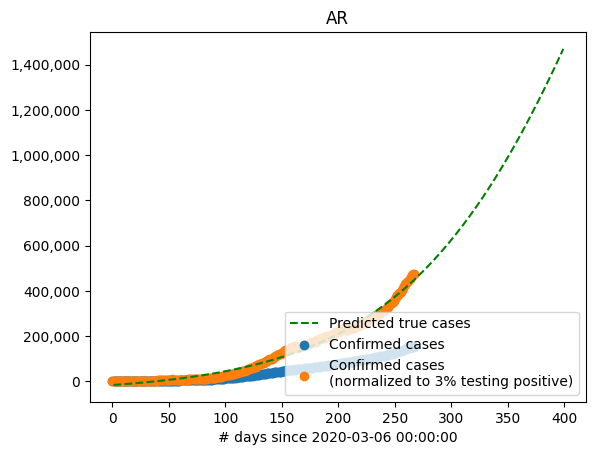 AR
1,400,000
1,200,000
1,000,000
800,000
600,000
400,000
200,000
0
Predicted true cases
Confirmed cases
Confirmed cases
(normalized to 3% testing positive)
0 50 100 150 200 250 300 350 400
# days since 2020-03-06 00:00:00